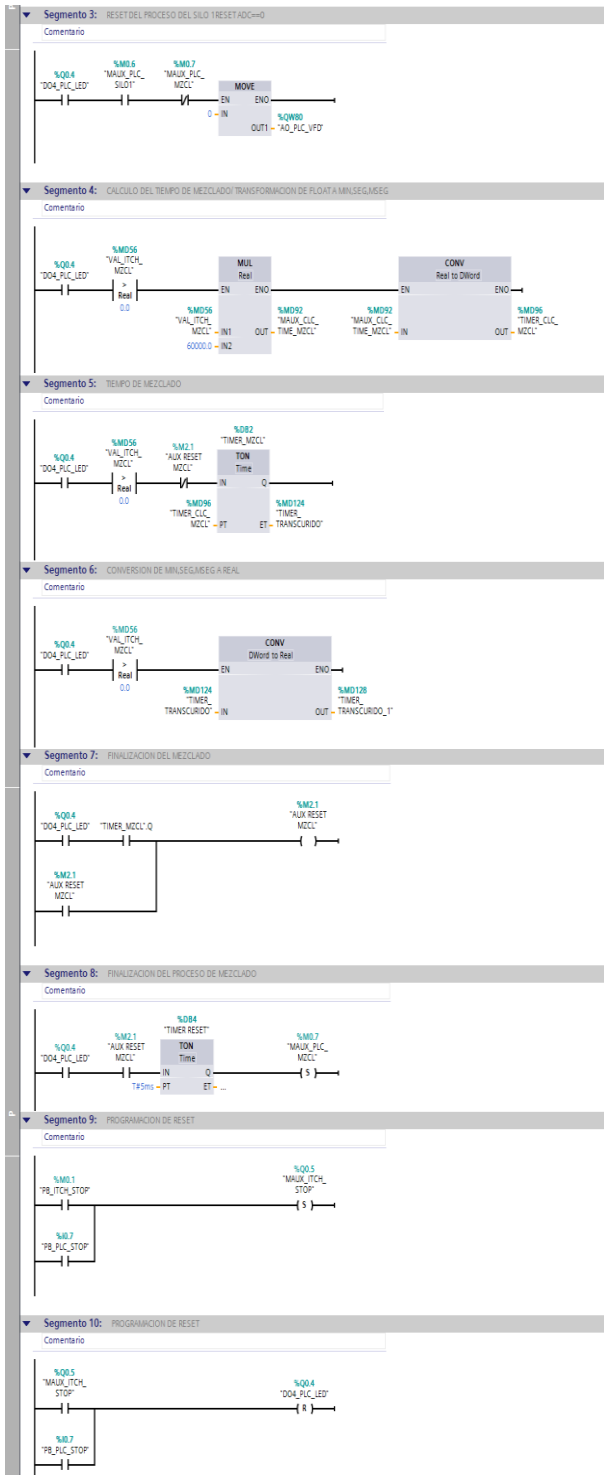 Segmento 3: RESET DEL PROCESO DEL SILO 1RESET ADC==0
Comentario
%Q0.4
"DO4_PLC_LED"
%M0.6
"MAUX_PLC_
SILO1"
%M0.7
"MAUX_PLC_
MZCL"
MOVE
EN ENO
0 IN
%QW80
OUT1 "AO_PLC_VFD"
Segmento 4: CALCULO DEL TIEMPO DE MEZCLADO/ TRANSFORMACION DE FLOAT A MIN,SEG,MSEG
Comentario
%Q0.4
"DO4_PLC_LED"
%MD56
"VAL_ITCH_
MZCL"
>
Real
0.0
MUL
Real
EN ENO
%MD56
"VAL_ITCH_
MZCL" IN1
60000.0 IN2
%MD92
"MAUX_CLC_
OUT TIME_MZCL"
CONV
Real to DWord
EN ENO
%MD92
"MAUX_CLC_
TIME_MZCL" IN
%MD96
"TIMER_CLC_
OUT MZCL"
Segmento 5: TIEMPO DE MEZCLADO
Comentario
%Q0.4
"DO4_PLC_LED"
%MD56
"VAL_ITCH_
MZCL"
>
Real
0.0
%M2.1
"AUX RESET
MZCL"
%DB2
"TIMER_MZCL"
TON
Time
IN Q
%MD96
"TIMER_CLC_
MZCL" PT
%MD124
"TIMER_
ET TRANSCURIDO"
Segmento 6: CONVERSION DE MIN,SEG,MSEG A REAL
Comentario
%Q0.4
"DO4_PLC_LED"
%MD56
"VAL_ITCH_
MZCL"
>
Real
0.0
CONV
DWord to Real
EN ENO
%MD124
"TIMER_
TRANSCURIDO" IN
%MD128
"TIMER_
OUT TRANSCURIDO_1"
Segmento 7: FINALIZACION DEL MEZCLADO
Comentario
%Q0.4
"DO4_PLC_LED" "TIMER_MZCL".Q
%M2.1
"AUX RESET
MZCL"
%M2.1
"AUX RESET
MZCL"
Segmento 8: FINALIZACION DEL PROCESO DE MEZCLADO
Comentario
%Q0.4
"DO4_PLC_LED"
%M2.1
"AUX RESET
MZCL"
%DB4
"TIMER RESET"
TON
Time
IN Q
T#5ms PT ET ...
%M0.7
"MAUX_PLC_
MZCL"
S
Segmento 9: PROGRAMACION DE RESET
Comentario
%M0.1
"PB_ITCH_STOP"
%Q0.5
"MAUX_ITCH_
STOP"
S
%I0.7
"PB_PLC_STOP"
Segmento 10: PROGRAMACION DE RESET
Comentario
%Q0.5
"MAUX_ITCH_
STOP"
%Q0.4
"DO4_PLC_LED"
R
%I0.7
"PB_PLC_STOP"